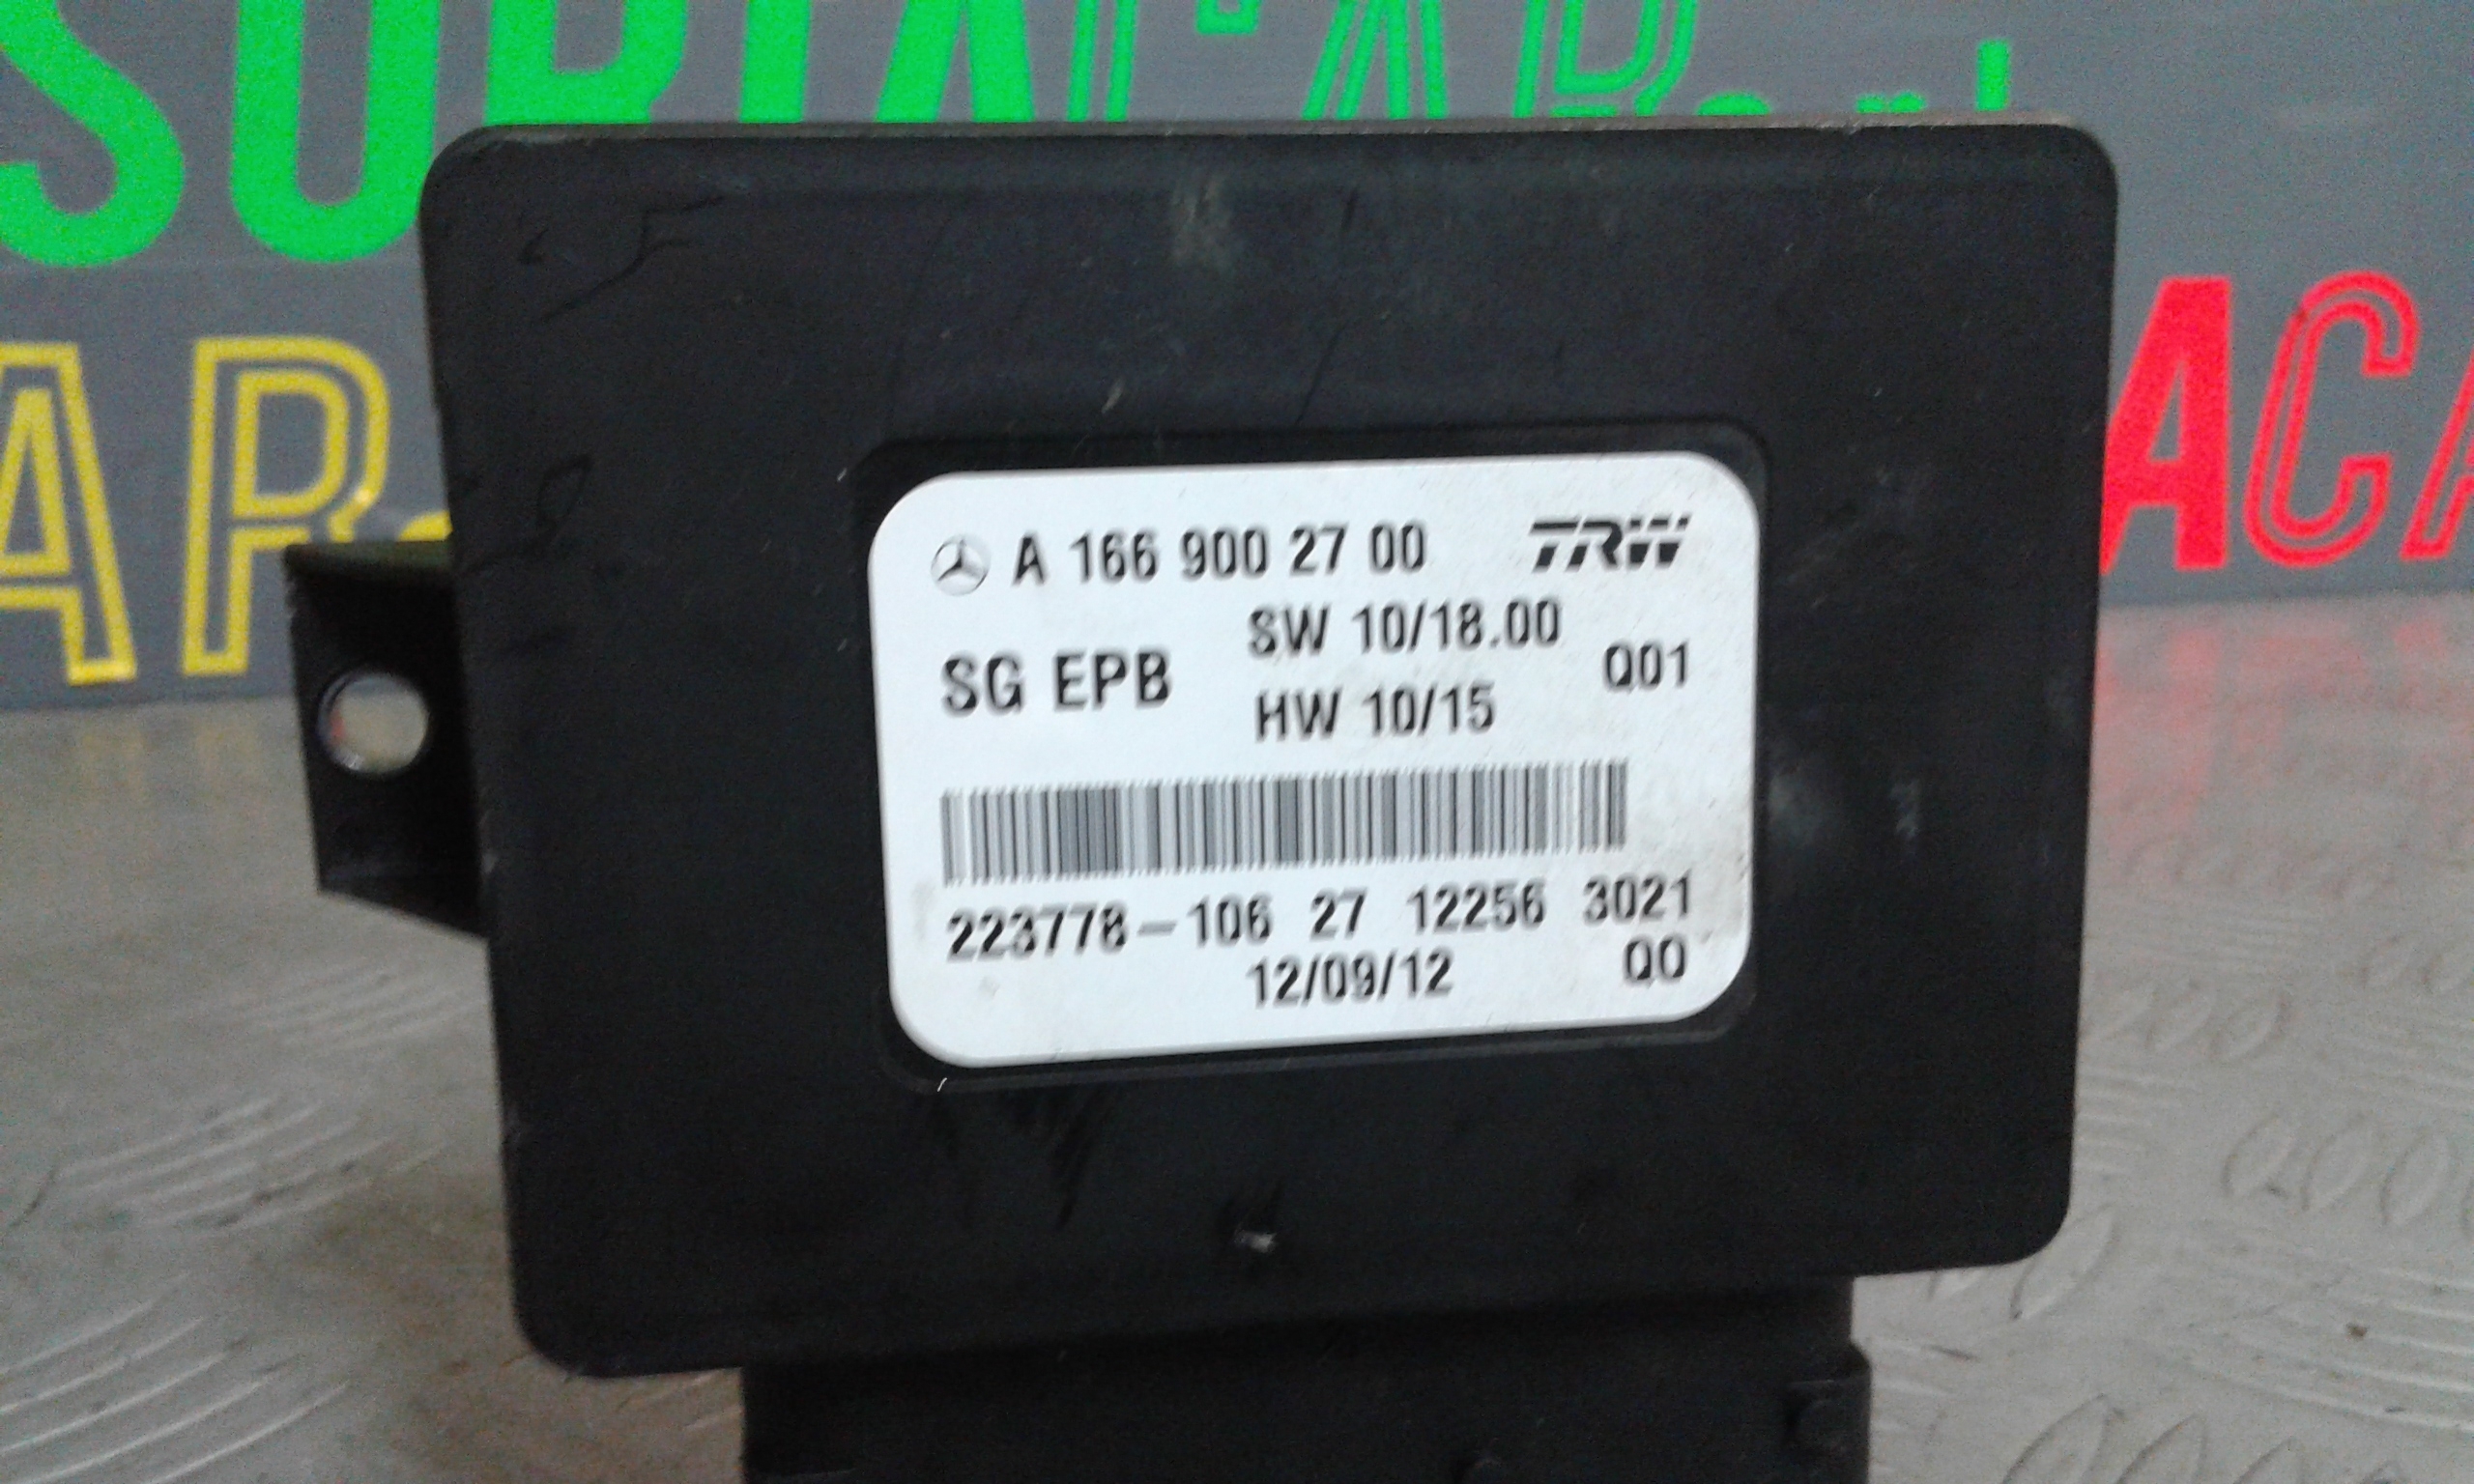 A 166 900 27 00 TRW
SG EPB SW 10/18.00 Q01
HW 10/15
223778-106 27 12256 3021
12/09/12 Q0